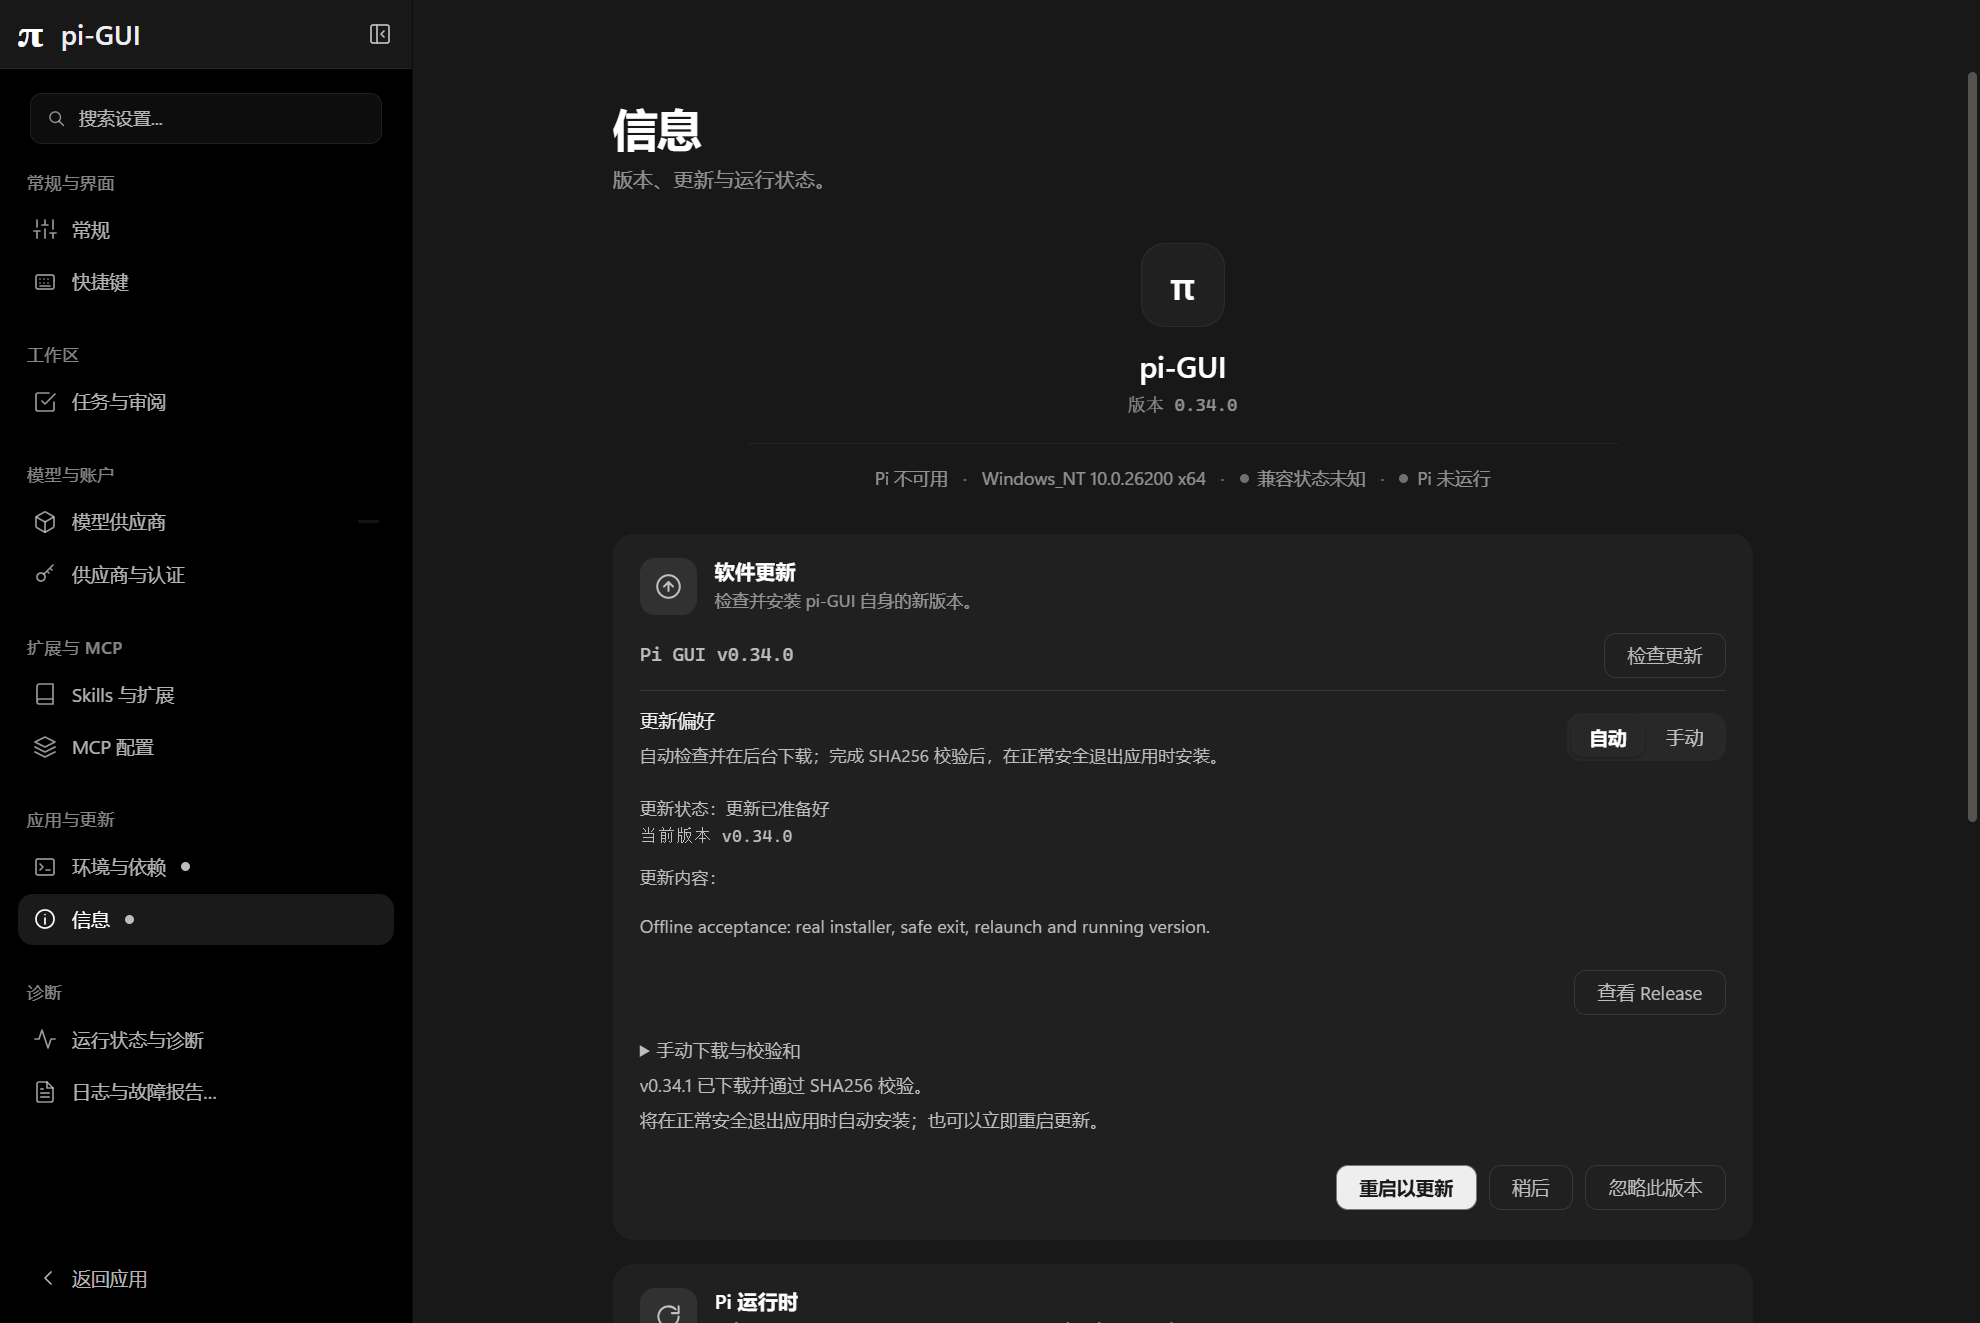 π pi-GUI
搜索设置...
常规与界面
常规
快捷键
工作区
任务与审阅
模型与账户
模型供应商
供应商与认证
扩展与 MCP
Skills 与扩展
MCP 配置
应用与更新
环境与依赖
信息
诊断
运行状态与诊断
日志与故障报告...
返回应用
信息
版本、更新与运行状态。
π
pi-GUI
版本 0.34.0
Pi 不可用 · Windows_NT 10.0.26200 x64 · ● 兼容状态未知 · ● Pi 未运行
软件更新
检查并安装 pi-GUI 自身的新版本。
Pi GUI v0.34.0
检查更新
更新偏好
自动检查并在后台下载；完成 SHA256 校验后，在正常安全退出应用时安装。
自动 手动
更新状态：更新已准备好
当前版本 v0.34.0
更新内容：
Offline acceptance: real installer, safe exit, relaunch and running version.
查看 Release
▶ 手动下载与校验和
v0.34.1 已下载并通过 SHA256 校验。
将在正常安全退出应用时自动安装；也可以立即重启更新。
重启以更新 稍后 忽略此版本
Pi 运行时